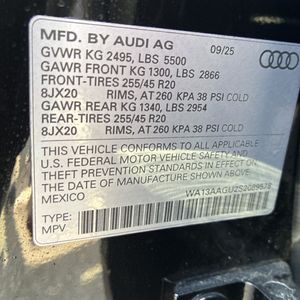 MFD. BY AUDI AG 09/25
GVWR KG 2495, LBS 5500
GAWR FRONT KG 1300, LBS 2866
FRONT-TIRES 255/45 R20
8JX20 RIMS, AT 260 KPA 38 PSI COLD
GAWR REAR KG 1340, LBS 2954
REAR-TIRES 255/45 R20
8JX20 RIMS, AT 260 KPA 38 PSI COLD
THIS VEHICLE CONFORMS TO ALL APPLICABLE
U.S. FEDERAL MOTOR VEHICLE SAFETY AND
THEFT PREVENTION STANDARDS IN EFFECT ON
THE DATE OF MANUFACTURE SHOWN ABOVE.
MEXICO
TYPE:
MPV